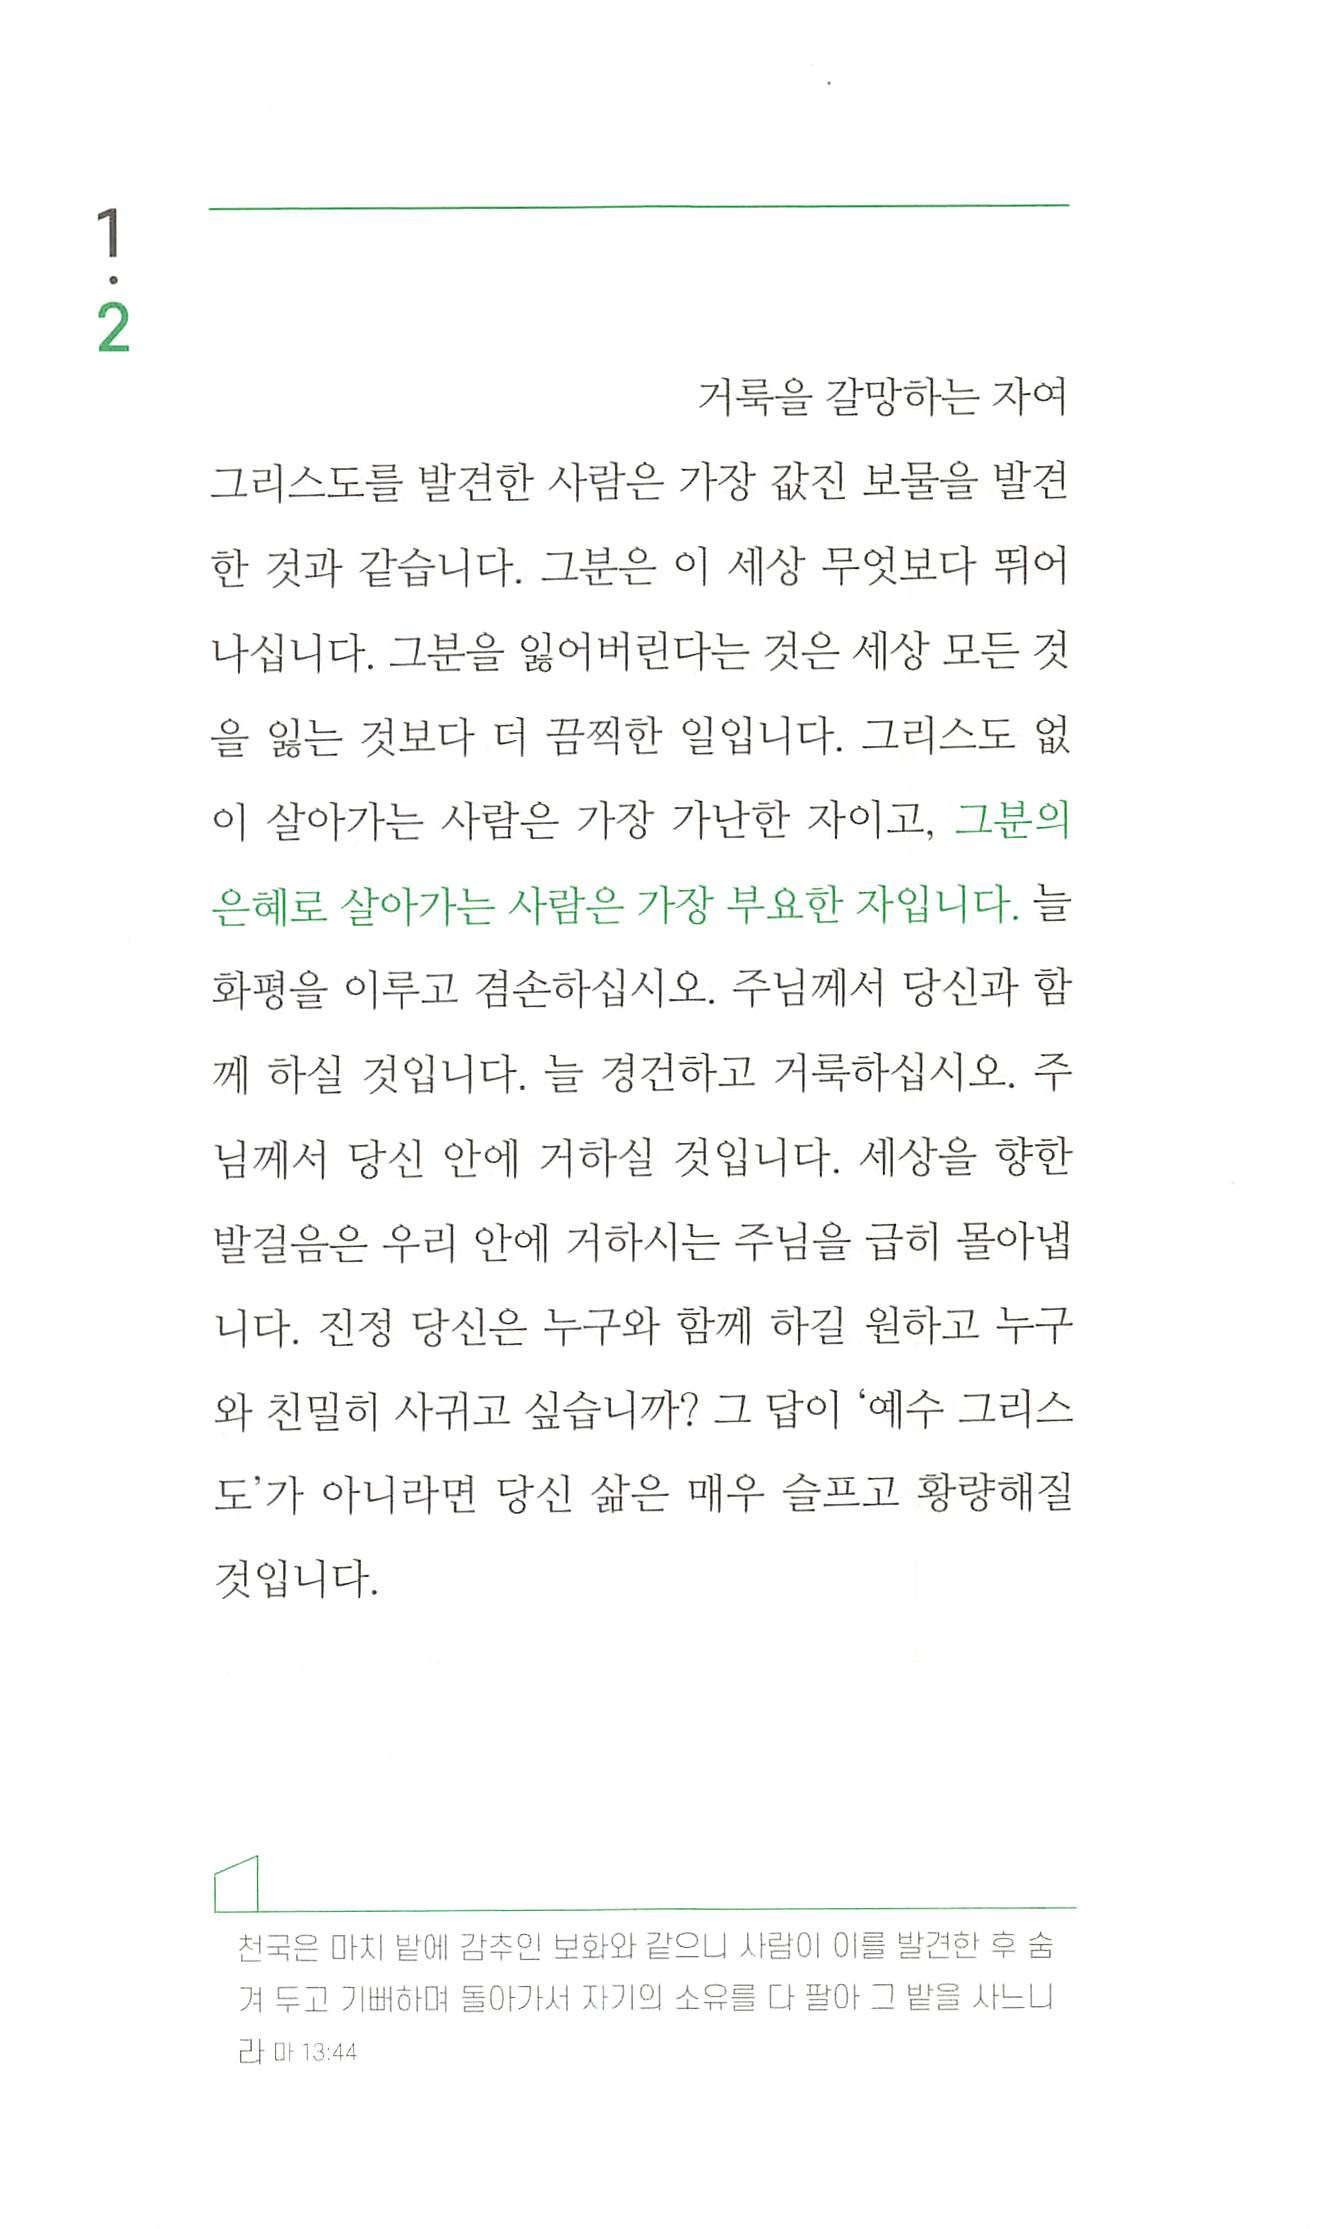 1
·
2
거룩을 갈망하는 자여
그리스도를 발견한 사람은 가장 값진 보물을 발견
한 것과 같습니다. 그분은 이 세상 무엇보다 뛰어
나십니다. 그분을 잃어버린다는 것은 세상 모든 것
을 잃는 것보다 더 끔찍한 일입니다. 그리스도 없
이 살아가는 사람은 가장 가난한 자이고, 그분의
은혜로 살아가는 사람은 가장 부요한 자입니다. 늘
화평을 이루고 겸손하십시오. 주님께서 당신과 함
께 하실 것입니다. 늘 경건하고 거룩하십시오. 주
님께서 당신 안에 거하실 것입니다. 세상을 향한
발걸음은 우리 안에 거하시는 주님을 급히 몰아냅
니다. 진정 당신은 누구와 함께 하길 원하고 누구
와 친밀히 사귀고 싶습니까? 그 답이 ‘예수 그리스
도’가 아니라면 당신 삶은 매우 슬프고 황량해질
것입니다.
천국은 마치 밭에 감추인 보화와 같으니 사람이 이를 발견한 후 숨
겨 두고 기뻐하며 돌아가서 자기의 소유를 다 팔아 그 밭을 사느니
라 마 13:44